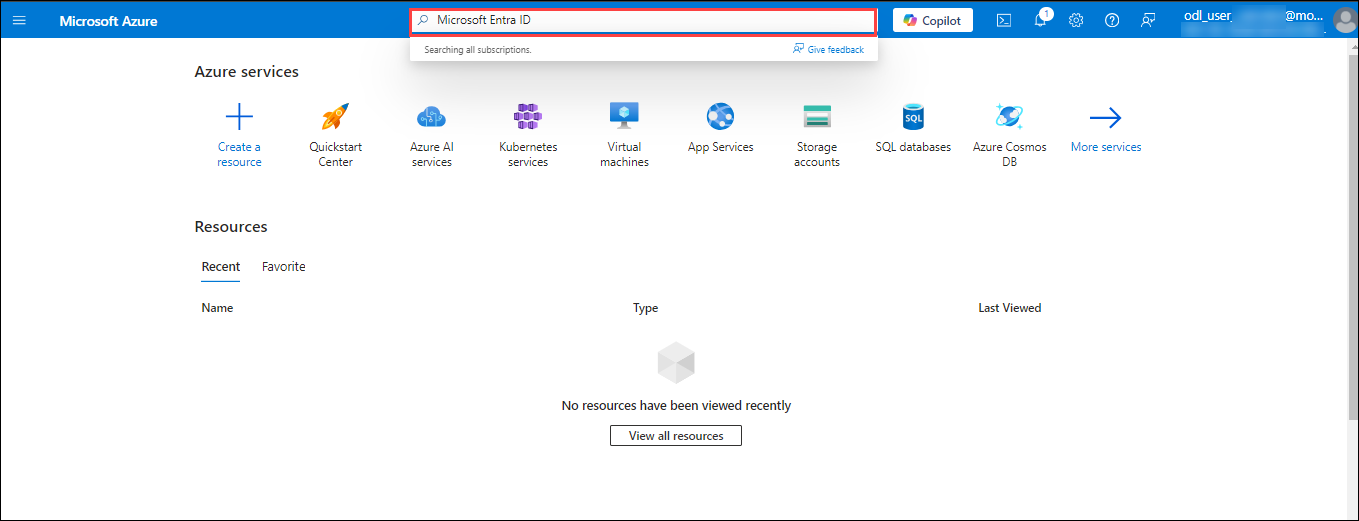 Microsoft Azure
Microsoft Entra ID
Copilot
1
odl_user_
@mo...
Searching all subscriptions.
Give feedback
Azure services
Create a
resource
Quickstart
Center
Azure AI
services
Kubernetes
services
Virtual
machines
App Services
Storage
accounts
SQL
SQL databases
Azure Cosmos
DB
More services
Resources
Recent
Favorite
Name
Type
Last Viewed
No resources have been viewed recently
View all resources